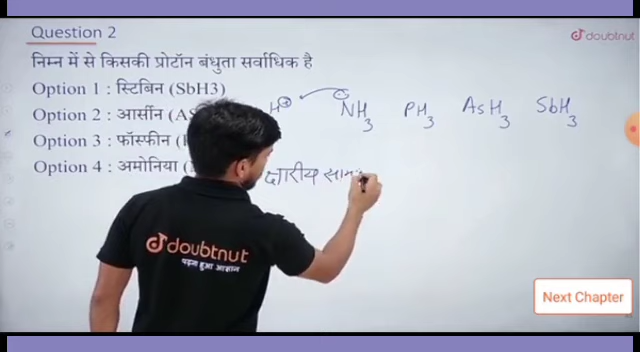 Question 2
doubtnut
निम्न में से किसकी प्रोटॉन बंधुता सर्वाधिक है
Option 1 : स्टिबिन (SbH3)
Option 2 : आर्सीन (AS
Option 3 : फॉस्फीन (
Option 4 : अमोनिया (
H⊕ NH3 PH3 AsH3 SbH3
क्षारीय साम
doubtnut
पढ़ना हुआ आसान
Next Chapter